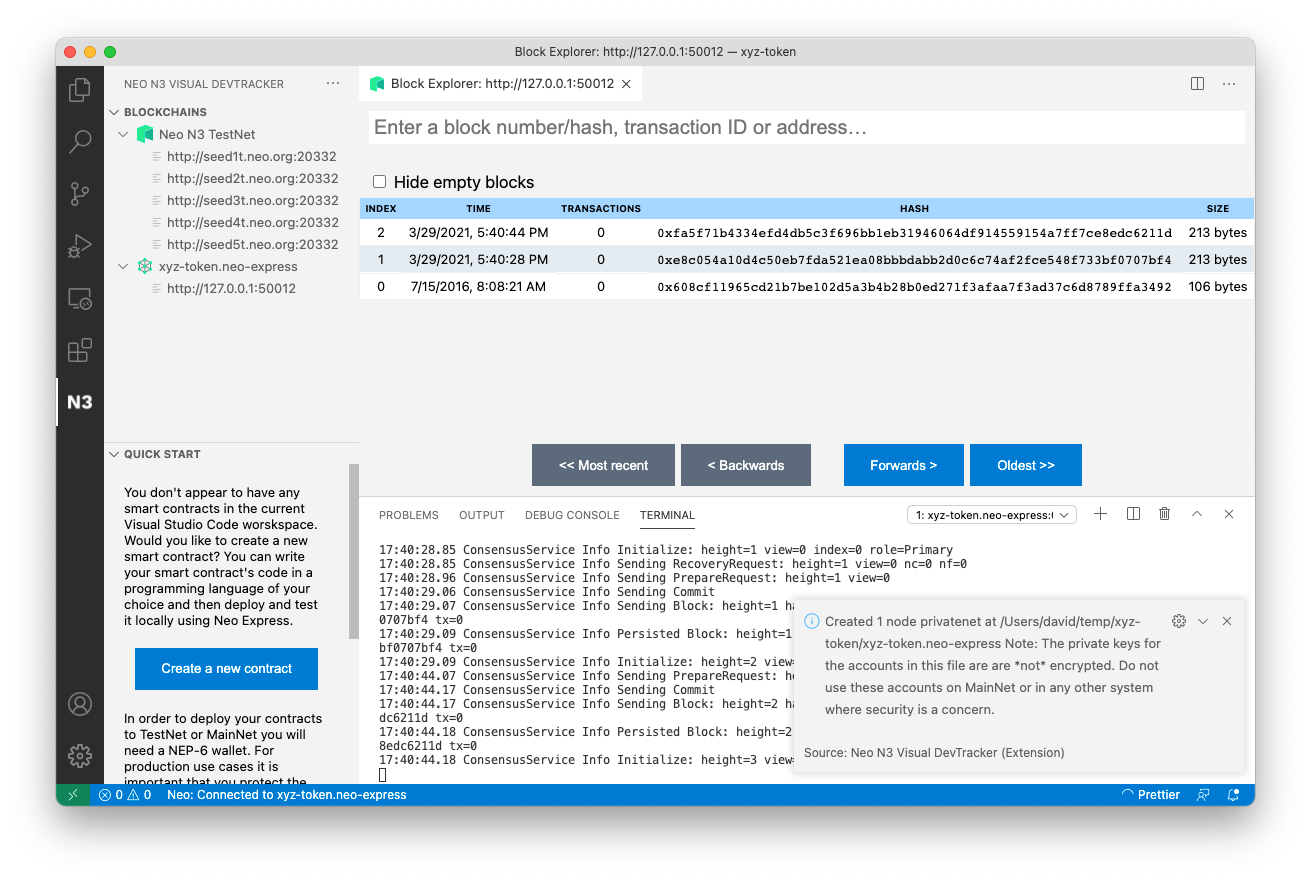 Block Explorer: http://127.0.0.1:50012 — xyz-token
NEO N3 VISUAL DEVTRACKER
BLOCKCHAINS
Neo N3 TestNet
http://seed1t.neo.org:20332
http://seed2t.neo.org:20332
http://seed3t.neo.org:20332
http://seed4t.neo.org:20332
http://seed5t.neo.org:20332
xyz-token.neo-express
http://127.0.0.1:50012
N3
QUICK START
You don't appear to have any
smart contracts in the current
Visual Studio Code worskspace.
Would you like to create a new
smart contract? You can write
your smart contract's code in a
programming language of your
choice and then deploy and test
it locally using Neo Express.
Create a new contract
In order to deploy your contracts
to TestNet or MainNet you will
need a NEP-6 wallet. For
production use cases it is
important that you protect the
Block Explorer: http://127.0.0.1:50012
Enter a block number/hash, transaction ID or address…
Hide empty blocks
INDEX TIME TRANSACTIONS HASH SIZE
2 3/29/2021, 5:40:44 PM 0 0xfa5f71b4334efd4db5c3f696bb1eb31946064df914559154a7ff7ce8edc6211d 213 bytes
1 3/29/2021, 5:40:28 PM 0 0xe8c054a10d4c50eb7fda521ea08bbbdabb2d0c6c74af2fce548f733bf0707bf4 213 bytes
0 7/15/2016, 8:08:21 AM 0 0x608cf11965cd21b7be102d5a3b4b28b0ed271f3afaa7f3ad37c6d8789ffa3492 106 bytes
<< Most recent < Backwards Forwards > Oldest >>
PROBLEMS OUTPUT DEBUG CONSOLE TERMINAL 1: xyz-token.neo-express:(
17:40:28.85 ConsensusService Info Initialize: height=1 view=0 index=0 role=Primary
17:40:28.85 ConsensusService Info Sending RecoveryRequest: height=1 view=0 nc=0 nf=0
17:40:28.96 ConsensusService Info Sending PrepareRequest: height=1 view=0
17:40:29.06 ConsensusService Info Sending Commit
17:40:29.07 ConsensusService Info Sending Block: height=1 ha
0707bf4 tx=0
17:40:29.09 ConsensusService Info Persisted Block: height=1
bf0707bf4 tx=0
17:40:29.09 ConsensusService Info Initialize: height=2 view=
17:40:44.07 ConsensusService Info Sending PrepareRequest: he
17:40:44.17 ConsensusService Info Sending Commit
17:40:44.17 ConsensusService Info Sending Block: height=2 ha
dc6211d tx=0
17:40:44.18 ConsensusService Info Persisted Block: height=2
8edc6211d tx=0
17:40:44.18 ConsensusService Info Initialize: height=3 view=
Created 1 node privatenet at /Users/david/temp/xyz-
token/xyz-token.neo-express Note: The private keys for
the accounts in this file are are *not* encrypted. Do not
use these accounts on MainNet or in any other system
where security is a concern.
Source: Neo N3 Visual DevTracker (Extension)
0 0 Neo: Connected to xyz-token.neo-express Prettier